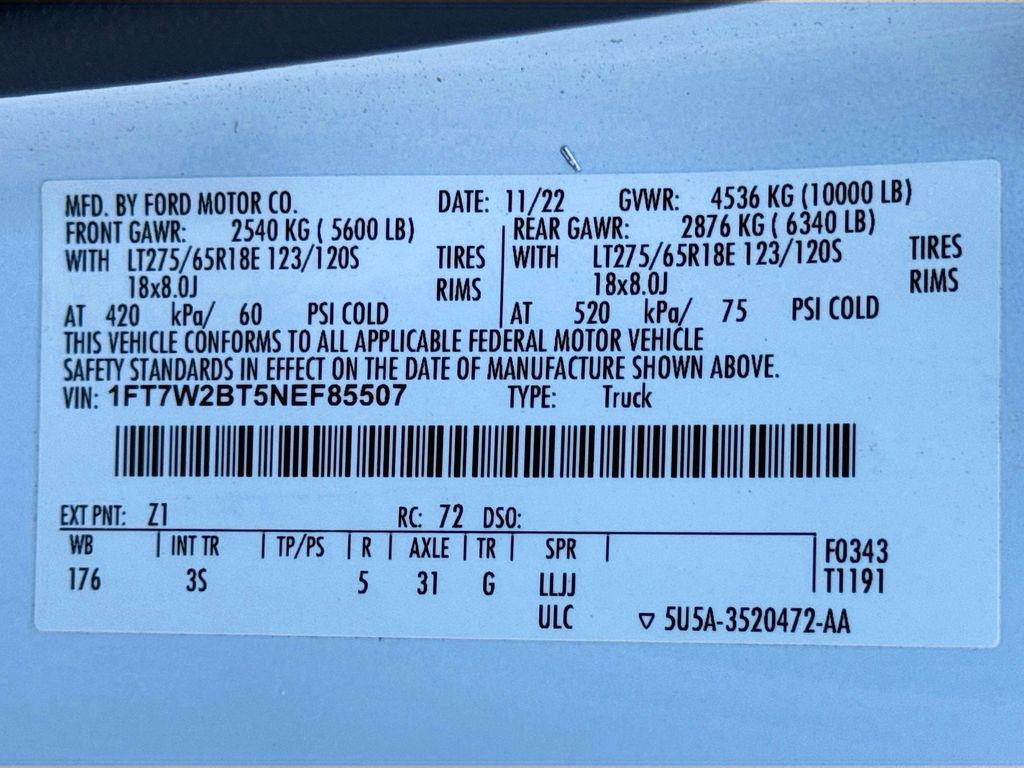 MFD. BY FORD MOTOR CO. DATE: 11/22 GVWR: 4536 KG (10000 LB)
FRONT GAWR: 2540 KG ( 5600 LB) REAR GAWR: 2876 KG ( 6340 LB)
WITH LT275/65R18E 123/120S TIRES WITH LT275/65R18E 123/120S TIRES
18x8.0J RIMS 18x8.0J RIMS
AT 420 kPa/ 60 PSI COLD AT 520 kPa/ 75 PSI COLD
THIS VEHICLE CONFORMS TO ALL APPLICABLE FEDERAL MOTOR VEHICLE
SAFETY STANDARDS IN EFFECT ON THE DATE OF MANUFACTURE SHOWN ABOVE.
VIN: 1FT7W2BT5NEF85507 TYPE: Truck
EXT PNT: Z1 RC: 72 DSO:
WB INT TR TP/PS R AXLE TR SPR F0343
176 3S 5 31 G LLJJ T1191
ULC ▽ 5U5A-3520472-AA